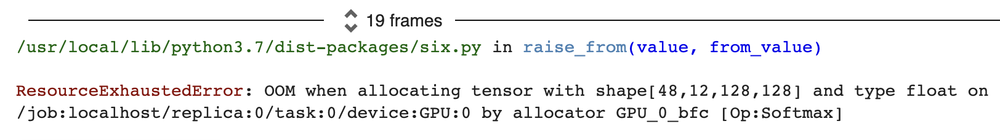 19 frames
/usr/local/lib/python3.7/dist-packages/six.py in raise_from(value, from_value)
ResourceExhaustedError: OOM when allocating tensor with shape[48,12,128,128] and type float on
/job:localhost/replica:0/task:0/device:GPU:0 by allocator GPU_0_bfc [Op:Softmax]